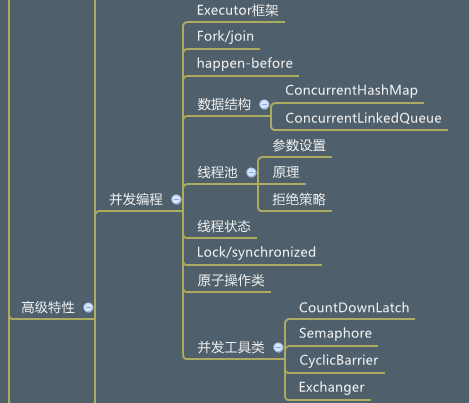 Executor框架
Fork/join
happen-before
数据结构
ConcurrentHashMap
ConcurrentLinkedQueue
线程池
参数设置
原理
拒绝策略
并发编程
线程状态
Lock/synchronized
原子操作类
高级特性
并发工具类
CountDownLatch
Semaphore
CyclicBarrier
Exchanger